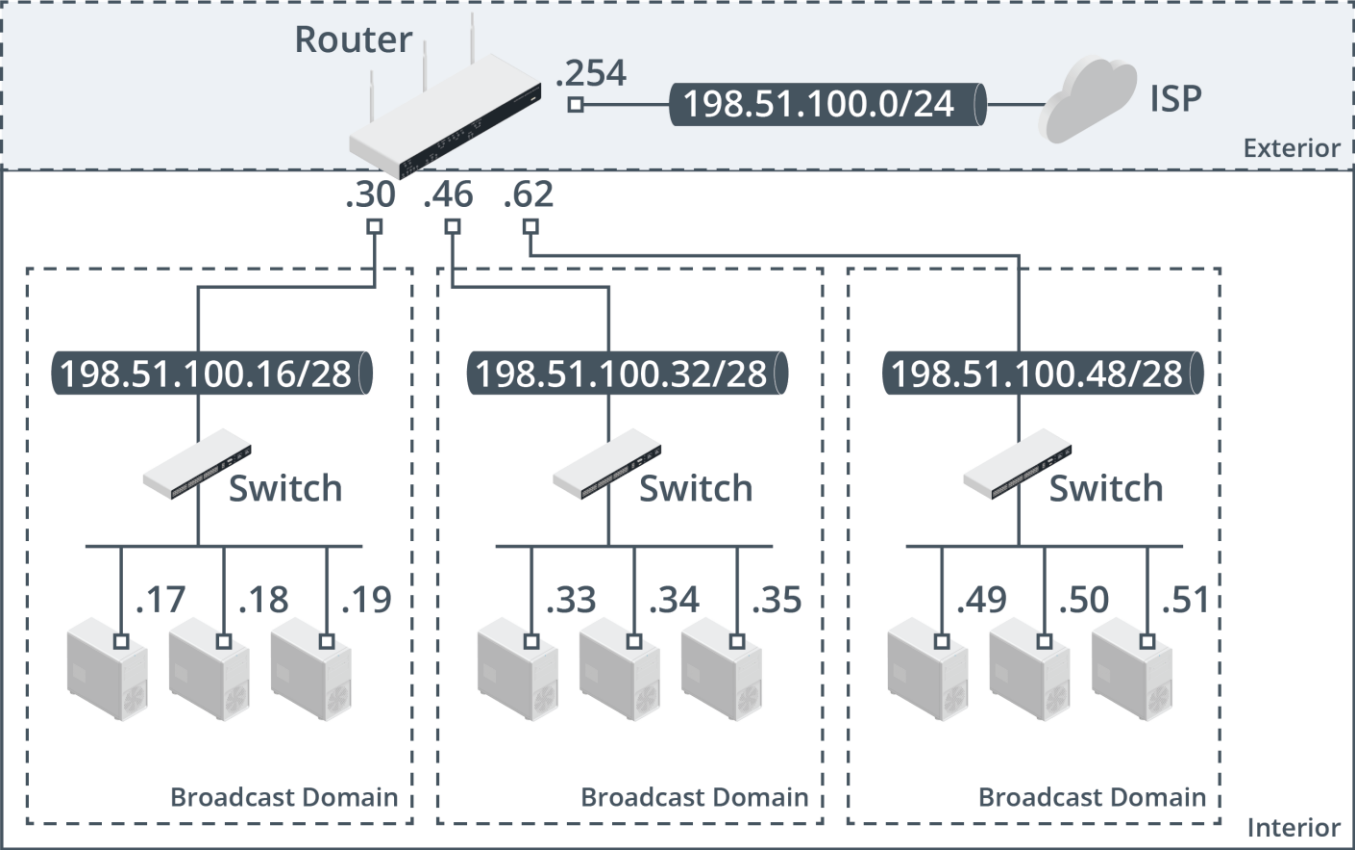 Router
.254
198.51.100.0/24
ISP
Exterior
.30 .46 .62
198.51.100.16/28
198.51.100.32/28
198.51.100.48/28
Switch
Switch
Switch
.17 .18 .19
.33 .34 .35
.49 .50 .51
Broadcast Domain
Broadcast Domain
Broadcast Domain
Interior